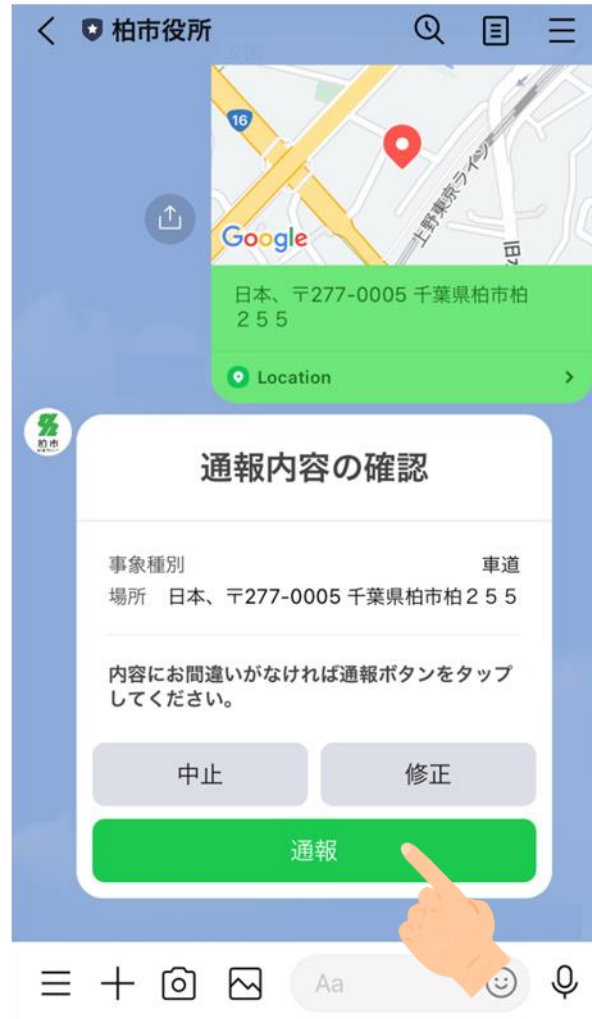 柏市役所
16
上野東京ライン
Google
旧
日本、〒277-0005 千葉県柏市柏
２５５
Location
柏市
通報内容の確認
事象種別 車道
場所 日本、〒277-0005 千葉県柏市柏２５５
内容にお間違いがなければ通報ボタンをタップ
してください。
中止 修正
通報
Aa